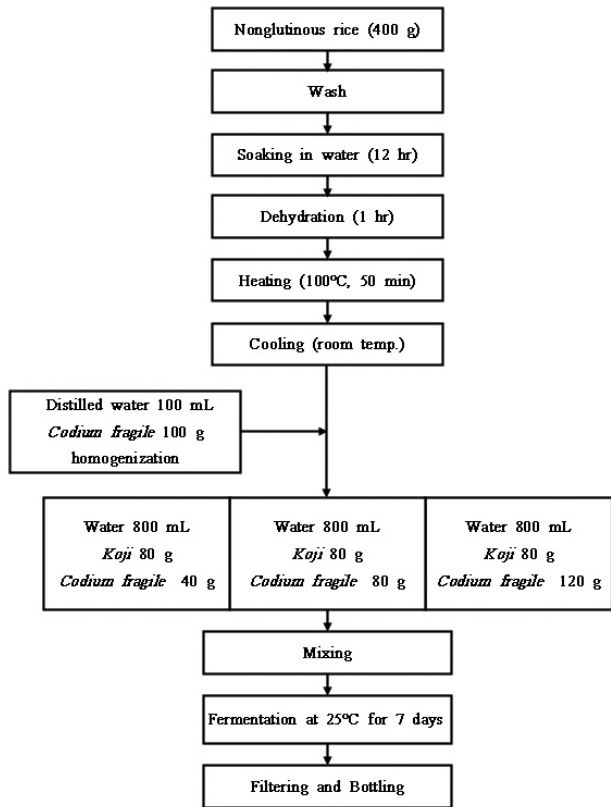 Nonglutinous rice (400 g)
Wash
Soaking in water (12 hr)
Dehydration (1 hr)
Heating (100°C, 50 min)
Cooling (room temp.)
Distilled water 100 mL
Codium fragile 100 g
homogenization
Water 800 mL
Koji 80 g
Codium fragile 40 g
Water 800 mL
Koji 80 g
Codium fragile 80 g
Water 800 mL
Koji 80 g
Codium fragile 120 g
Mixing
Fermentation at 25°C for 7 days
Filtering and Bottling